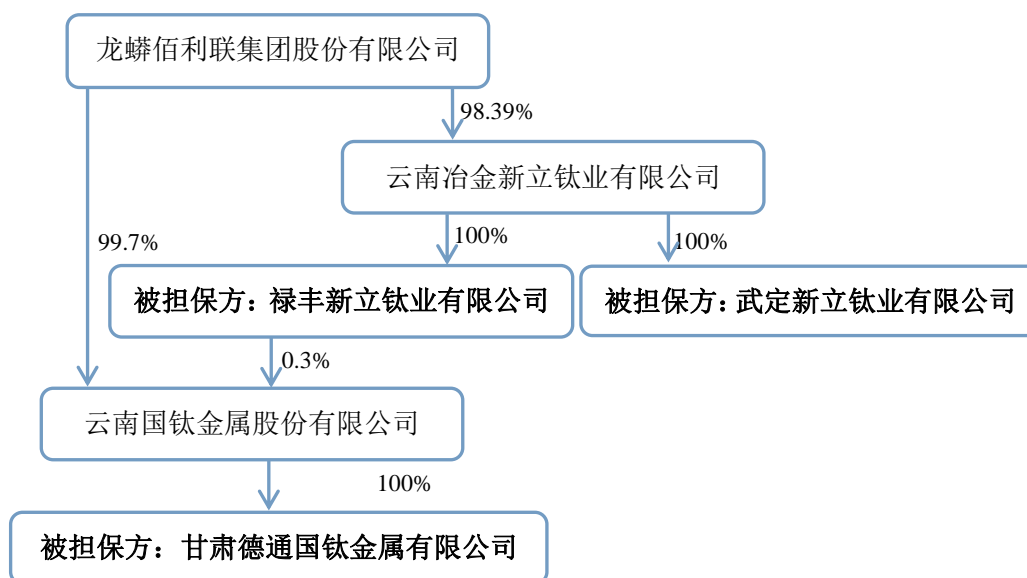 龙蟒佰利联集团股份有限公司
98.39%
云南冶金新立钛业有限公司
99.7%
100%
100%
被担保方：禄丰新立钛业有限公司
被担保方：武定新立钛业有限公司
0.3%
云南国钛金属股份有限公司
100%
被担保方：甘肃德通国钛金属有限公司